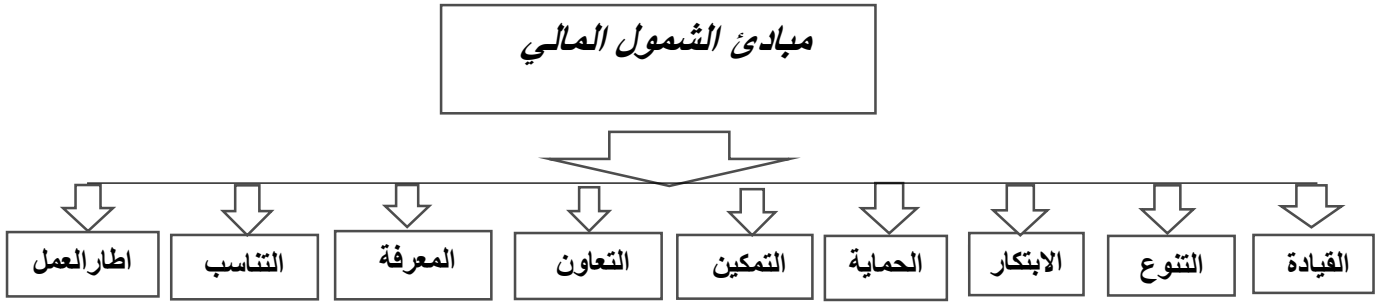 مبادئ الشمول المالي
القيادة
التنوع
الابتكار
الحماية
التمكين
التعاون
المعرفة
التناسب
اطارالعمل